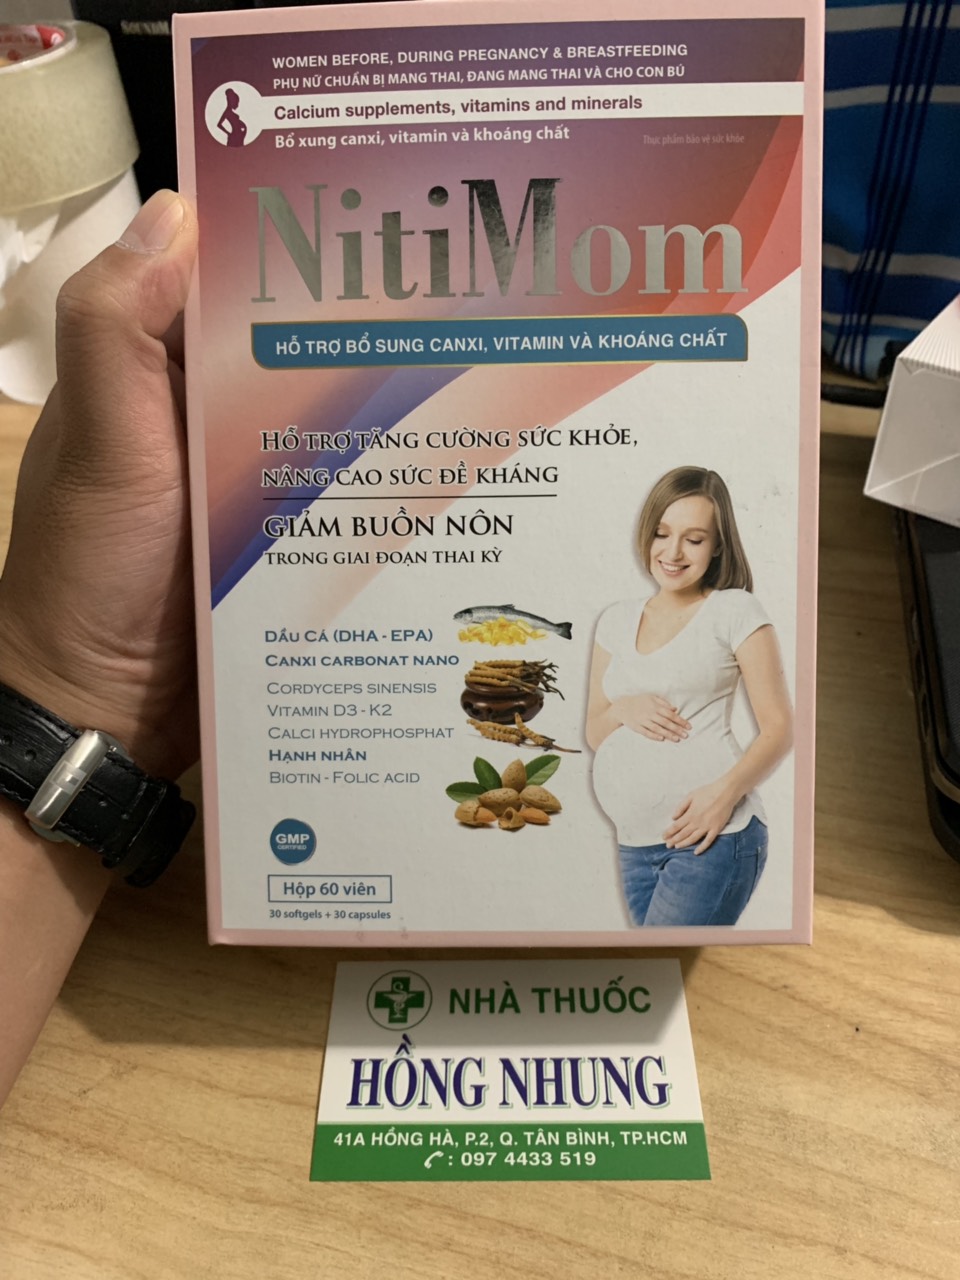 WOMEN BEFORE, DURING PREGNANCY & BREASTFEEDING
PHỤ NỮ CHUẨN BỊ MANG THAI, ĐANG MANG THAI VÀ CHO CON BÚ
Calcium supplements, vitamins and minerals
Bổ xung canxi, vitamin và khoáng chất
Thực phẩm bảo vệ sức khỏe
NitiMom
HỖ TRỢ BỔ SUNG CANXI, VITAMIN VÀ KHOÁNG CHẤT
HỖ TRỢ TĂNG CƯỜNG SỨC KHỎE,
NÂNG CAO SỨC ĐỀ KHÁNG
GIẢM BUỒN NÔN
TRONG GIAI ĐOẠN THAI KỲ
DẦU CÁ (DHA - EPA)
CANXI CARBONAT NANO
CORDYCEPS SINENSIS
VITAMIN D3 - K2
CALCI HYDROPHOSPHAT
HẠNH NHÂN
BIOTIN - FOLIC ACID
GMP
CERTIFIED
Hộp 60 viên
30 softgels + 30 capsules
NHÀ THUỐC
HỒNG NHUNG
41A HỒNG HÀ, P.2, Q. TÂN BÌNH, TP.HCM
: 097 4433 519